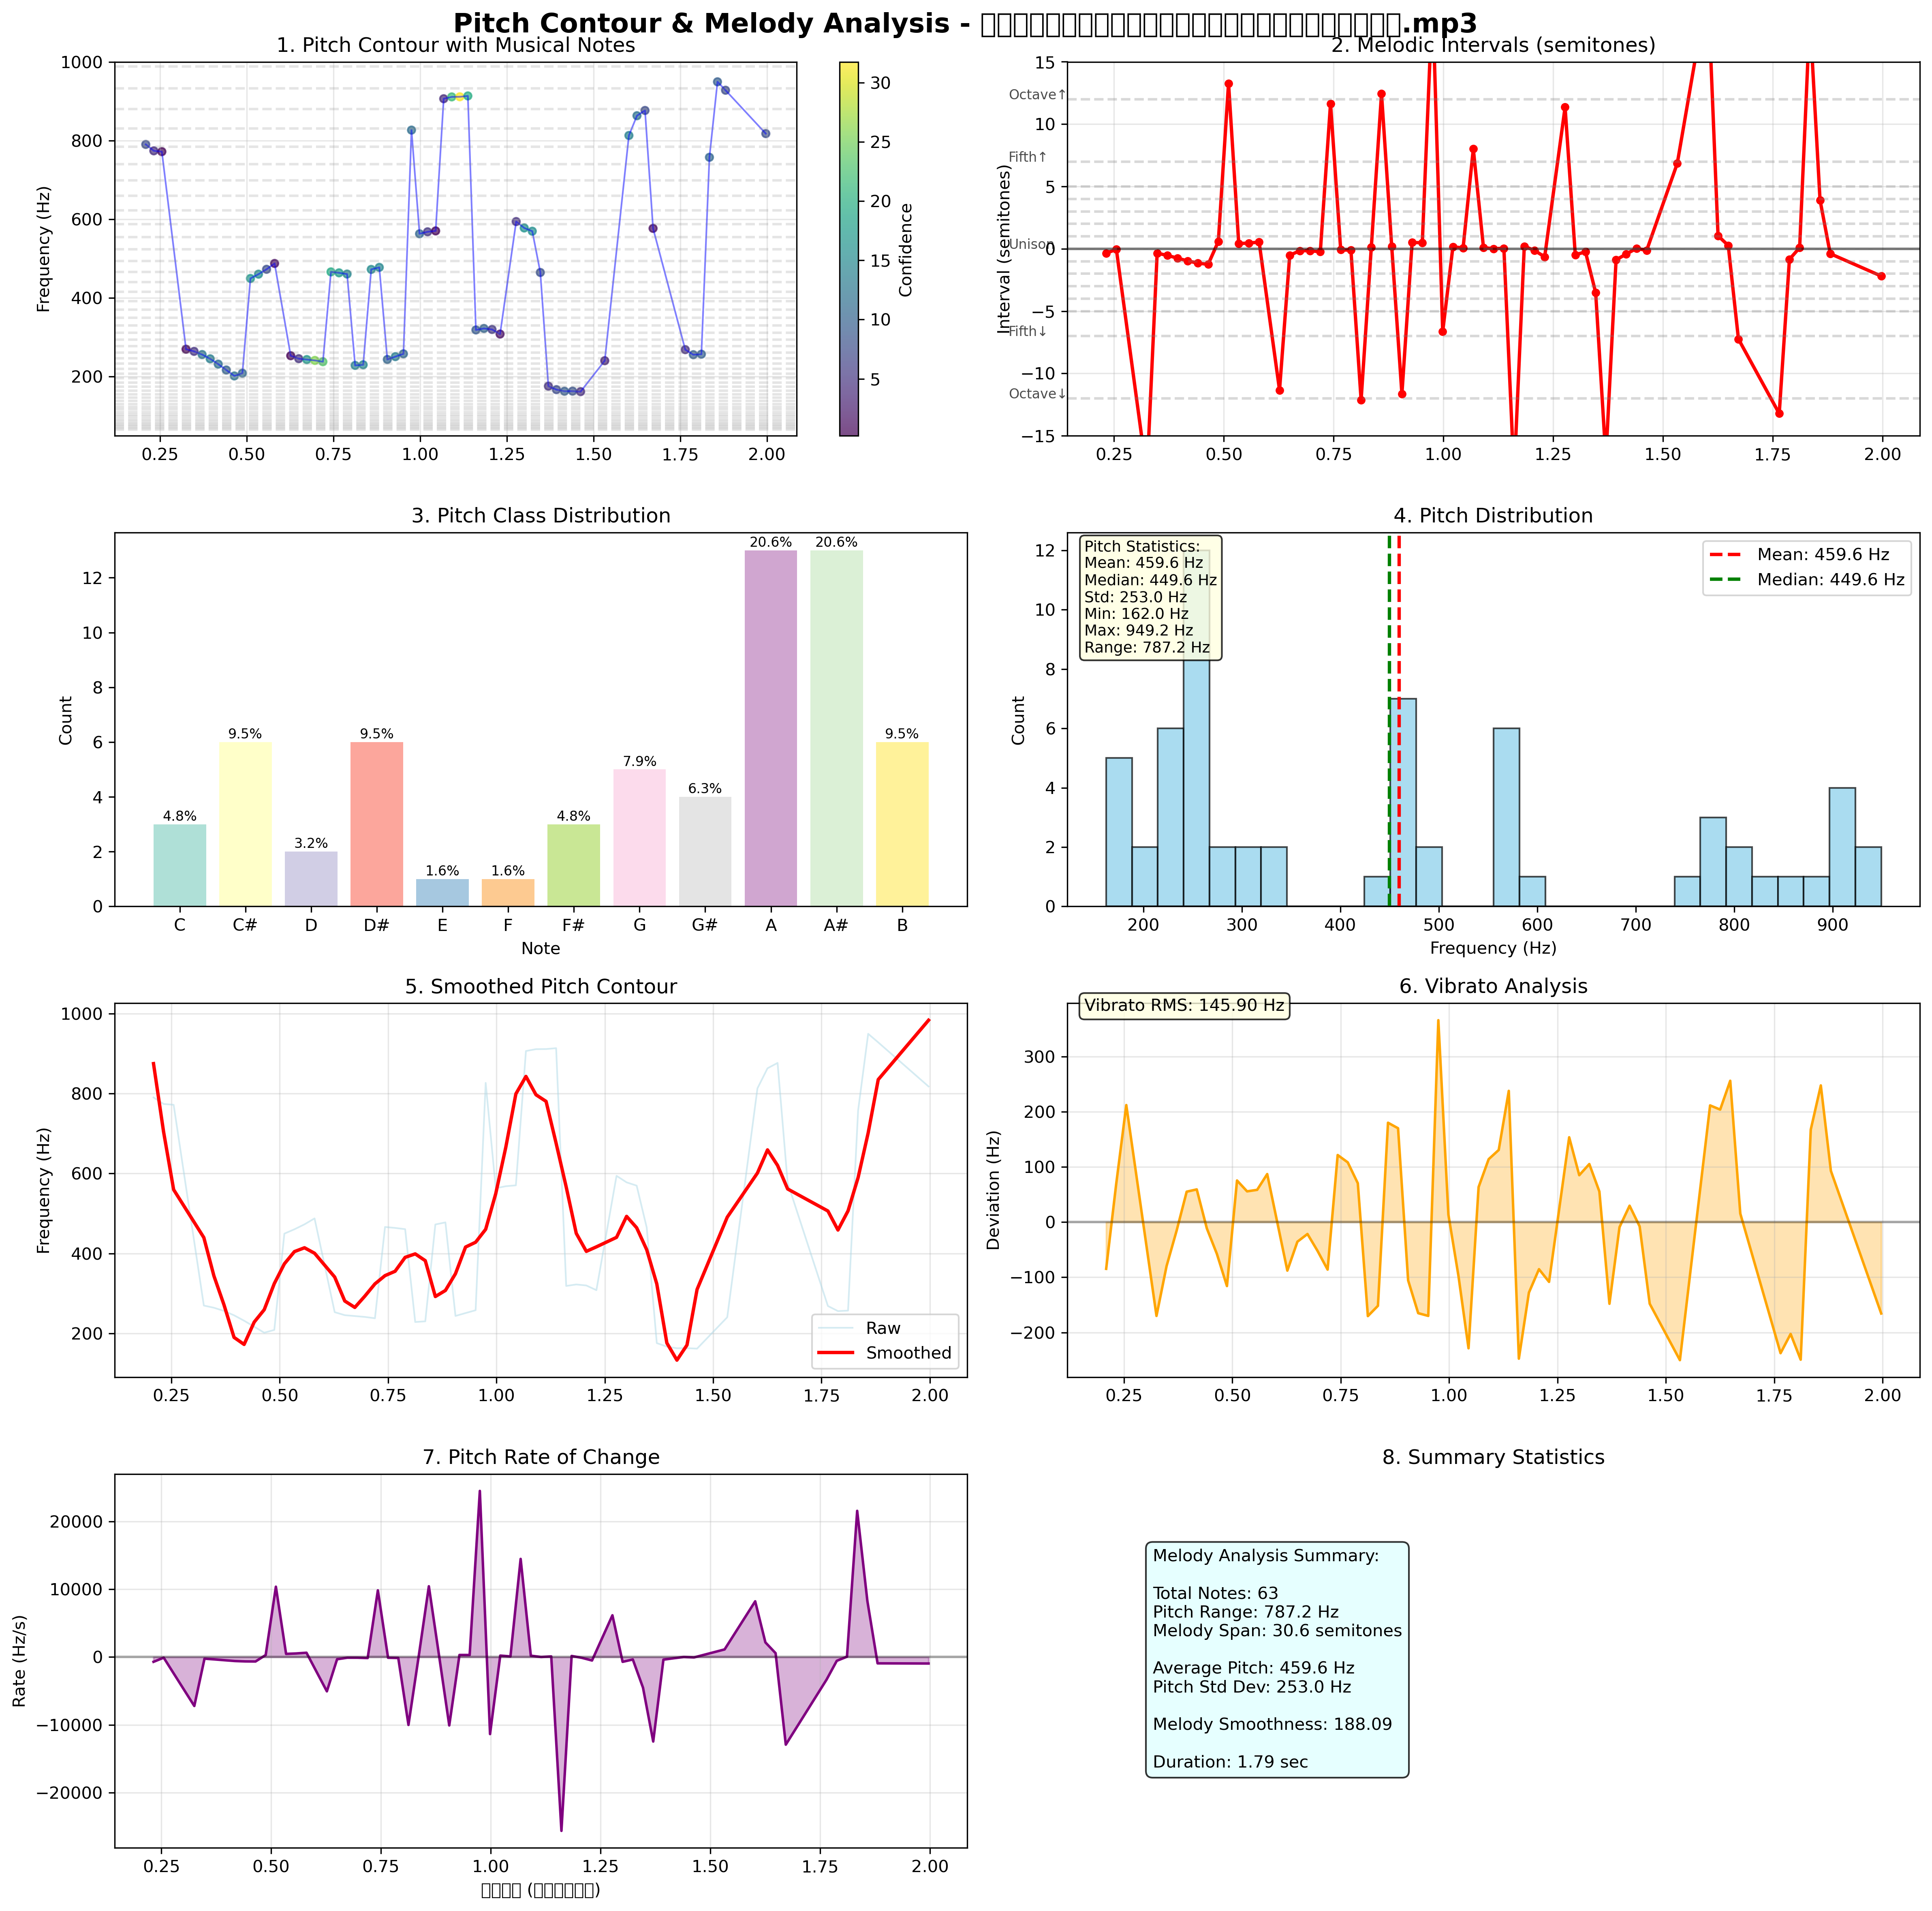 Pitch Contour & Melody Analysis - .mp3
1. Pitch Contour with Musical Notes
1000
800
600
400
200
Frequency (Hz)
0.25 0.50 0.75 1.00 1.25 1.50 1.75 2.00
30
25
20
15
10
5
Confidence
2. Melodic Intervals (semitones)
15
10
5
0
−5
−10
−15
Interval (semitones)
Octave↑
Fifth↑
Unison
Fifth↓
Octave↓
0.25 0.50 0.75 1.00 1.25 1.50 1.75 2.00
3. Pitch Class Distribution
12
10
8
6
4
2
0
Count
4.8% 9.5% 3.2% 9.5% 1.6% 1.6% 4.8% 7.9% 6.3% 20.6% 20.6% 9.5%
C C# D D# E F F# G G# A A# B
Note
4. Pitch Distribution
12
10
8
6
4
2
0
Count
Pitch Statistics:
Mean: 459.6 Hz
Median: 449.6 Hz
Std: 253.0 Hz
Min: 162.0 Hz
Max: 949.2 Hz
Range: 787.2 Hz
Mean: 459.6 Hz
Median: 449.6 Hz
200 300 400 500 600 700 800 900
Frequency (Hz)
5. Smoothed Pitch Contour
1000
800
600
400
200
Frequency (Hz)
Raw
Smoothed
0.25 0.50 0.75 1.00 1.25 1.50 1.75 2.00
6. Vibrato Analysis
Vibrato RMS: 145.90 Hz
300
200
100
0
−100
−200
Deviation (Hz)
0.25 0.50 0.75 1.00 1.25 1.50 1.75 2.00
7. Pitch Rate of Change
20000
10000
0
−10000
−20000
Rate (Hz/s)
0.25 0.50 0.75 1.00 1.25 1.50 1.75 2.00
8. Summary Statistics
Melody Analysis Summary:
Total Notes: 63
Pitch Range: 787.2 Hz
Melody Span: 30.6 semitones
Average Pitch: 459.6 Hz
Pitch Std Dev: 253.0 Hz
Melody Smoothness: 188.09
Duration: 1.79 sec